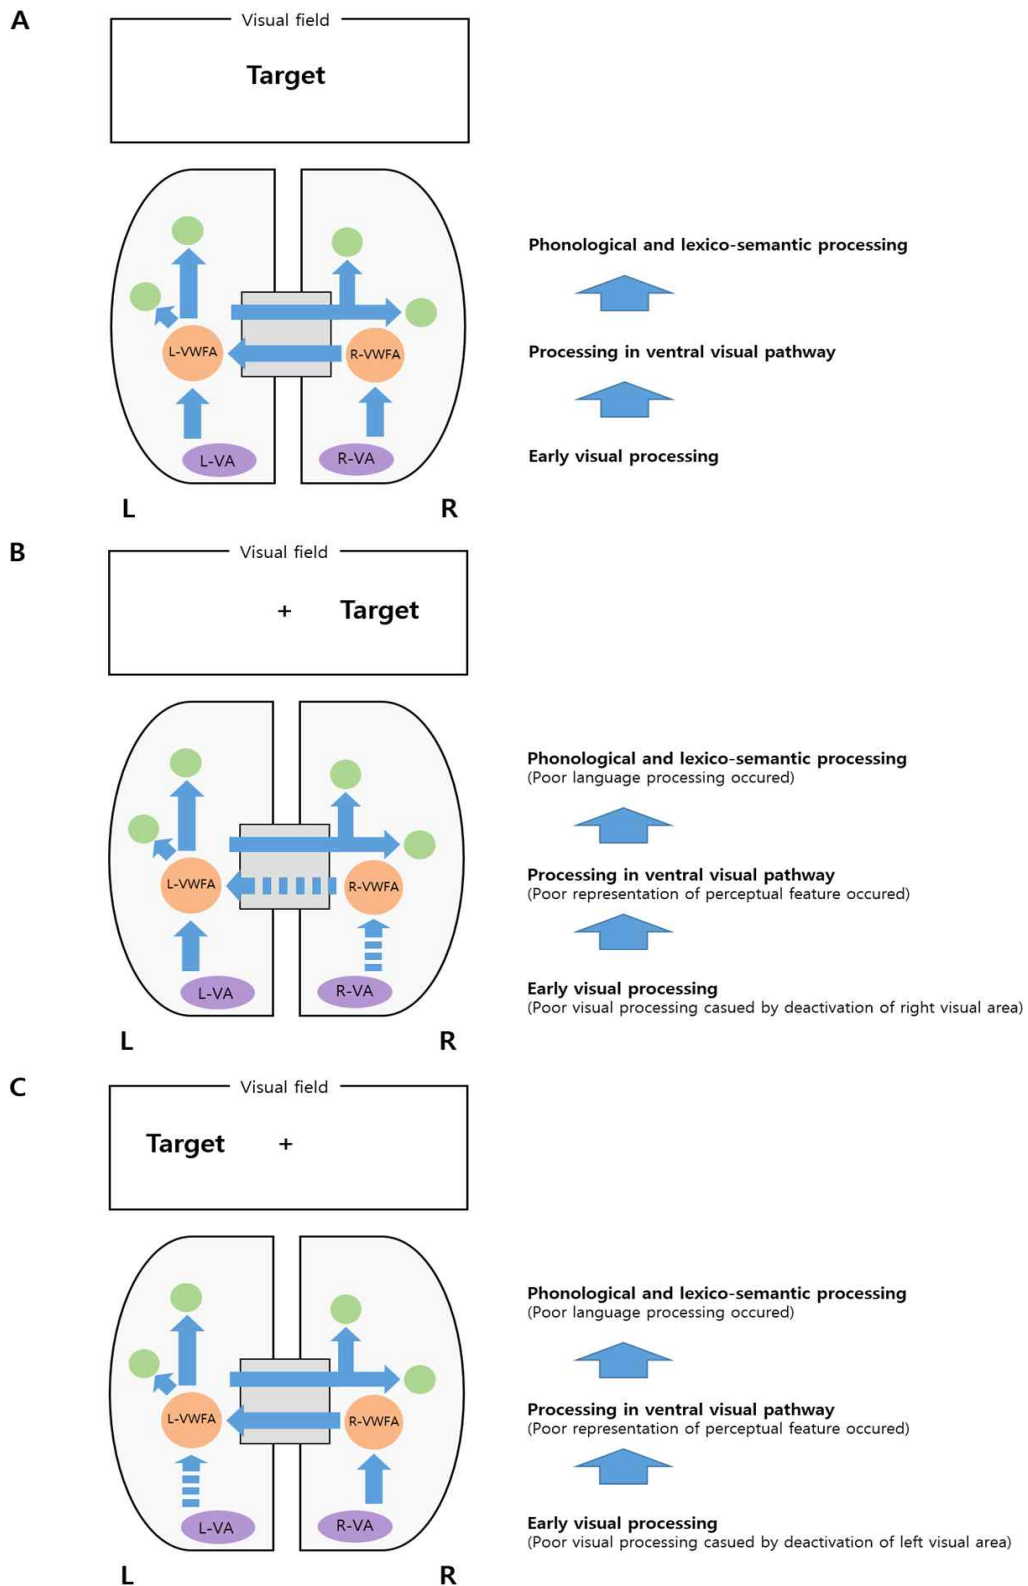 A
Visual field
Target
Phonological and lexico-semantic processing
L-VWFA
R-VWFA
Processing in ventral visual pathway
L-VA
R-VA
Early visual processing
L
R
B
Visual field
+ Target
Phonological and lexico-semantic processing
(Poor language processing occured)
L-VWFA
R-VWFA
Processing in ventral visual pathway
(Poor representation of perceptual feature occured)
L-VA
R-VA
Early visual processing
(Poor visual processing casued by deactivation of right visual area)
L
R
C
Visual field
Target +
Phonological and lexico-semantic processing
(Poor language processing occured)
L-VWFA
R-VWFA
Processing in ventral visual pathway
(Poor representation of perceptual feature occured)
L-VA
R-VA
Early visual processing
(Poor visual processing casued by deactivation of left visual area)
L
R